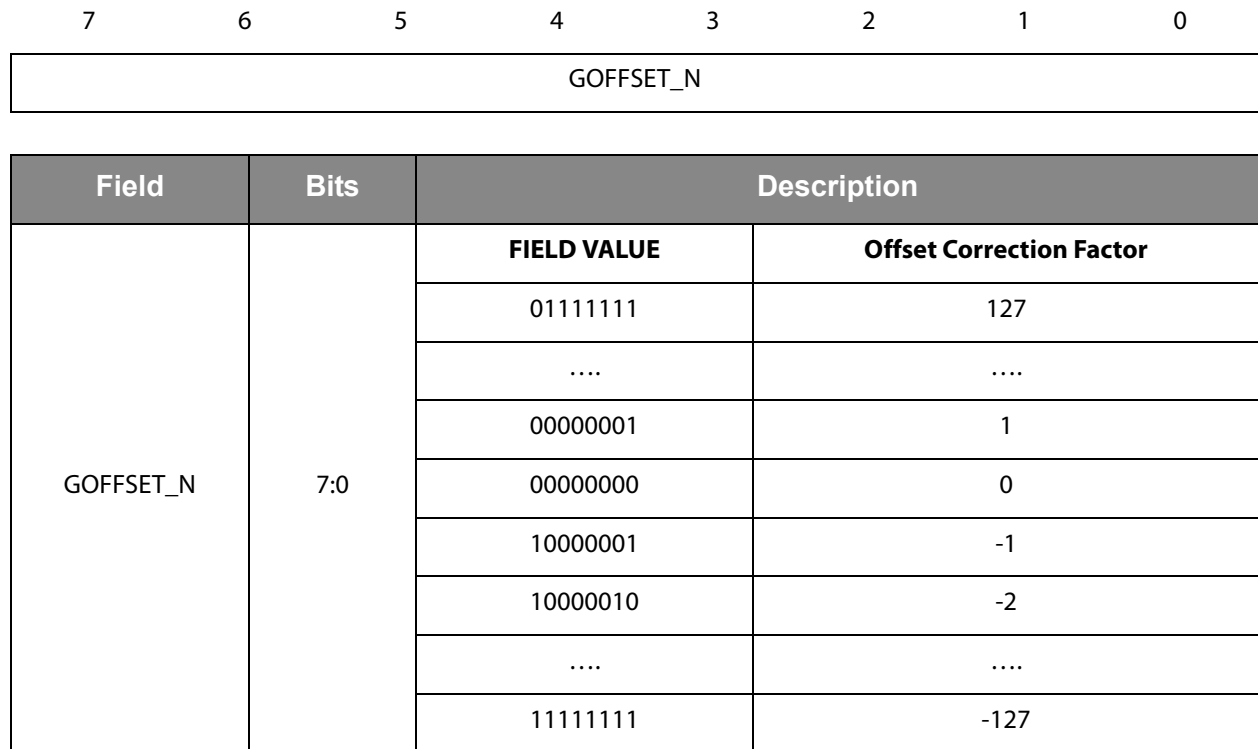 7 6 5 4 3 2 1 0
GOFFSET_N
Field Bits Description
FIELD VALUE Offset Correction Factor
01111111 127
…. ….
00000001 1
GOFFSET_N 7:0 00000000 0
10000001 -1
10000010 -2
…. ….
11111111 -127